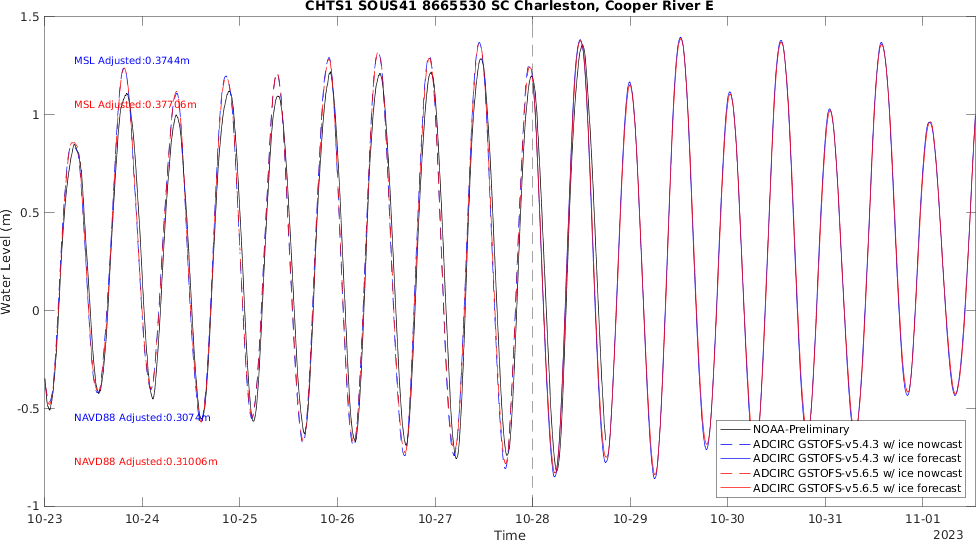 CHTS1 SOUS41 8665530 SC Charleston, Cooper River E
1.5
MSL Adjusted:0.3744m
MSL Adjusted:0.37706m
1
0.5
Water Level (m)
0
-0.5
NAVD88 Adjusted:0.3074m
NAVD88 Adjusted:0.31006m
-1
NOAA-Preliminary
ADCIRC GSTOFS-v5.4.3 w/ ice nowcast
ADCIRC GSTOFS-v5.4.3 w/ ice forecast
ADCIRC GSTOFS-v5.6.5 w/ ice nowcast
ADCIRC GSTOFS-v5.6.5 w/ ice forecast
10-23 10-24 10-25 10-26 10-27 10-28 10-29 10-30 10-31 11-01
Time
2023